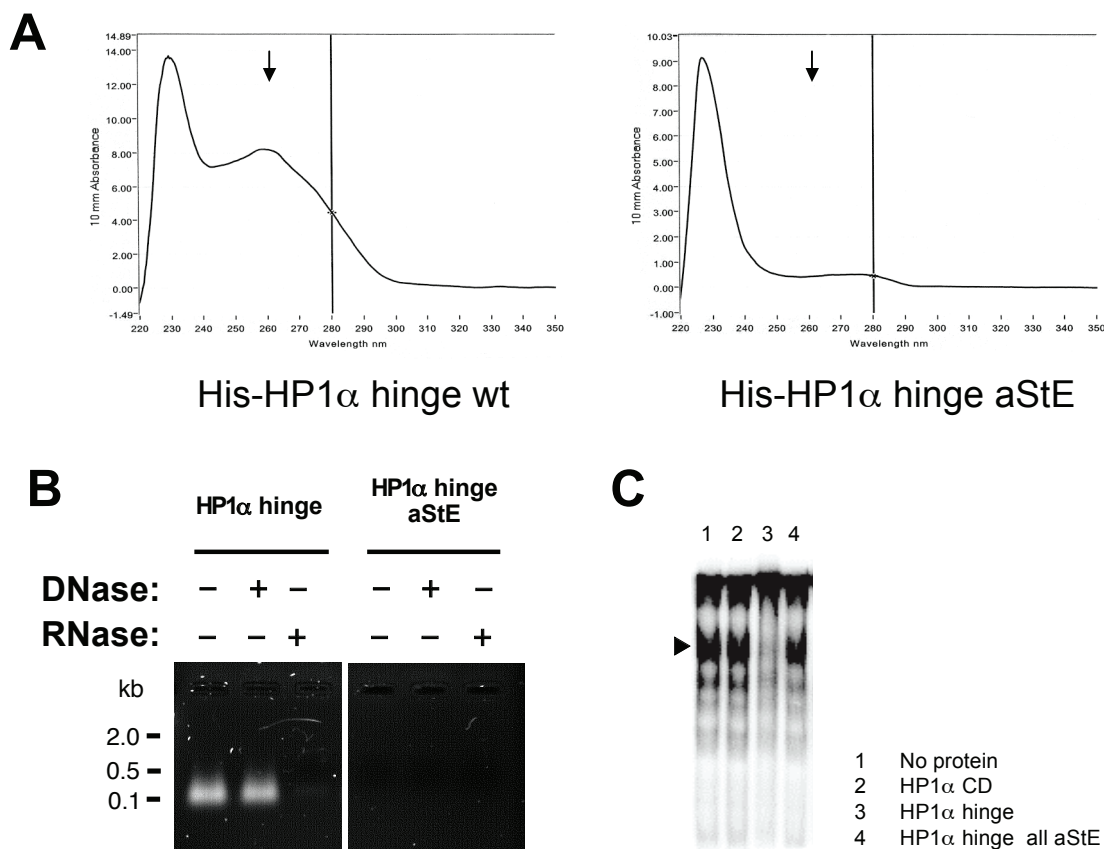 A
14.89
14.00
12.00
10.00
8.00
6.00
4.00
2.00
0.00
-1.49
10 mm Absorbance
220 230 240 250 260 270 280 290 300 310 320 330 340 350
Wavelength nm
His-HP1α hinge wt
10.03
9.00
8.00
7.00
6.00
5.00
4.00
3.00
2.00
1.00
0.00
-1.00
10 mm Absorbance
220 230 240 250 260 270 280 290 300 310 320 330 340 350
Wavelength nm
His-HP1α hinge aStE
B
HP1α hinge
HP1α hinge
aStE
DNase: – + – – + –
RNase: – – + – – +
kb
2.0
0.5
0.1
C
1 2 3 4
1 No protein
2 HP1α CD
3 HP1α hinge
4 HP1α hinge all aStE